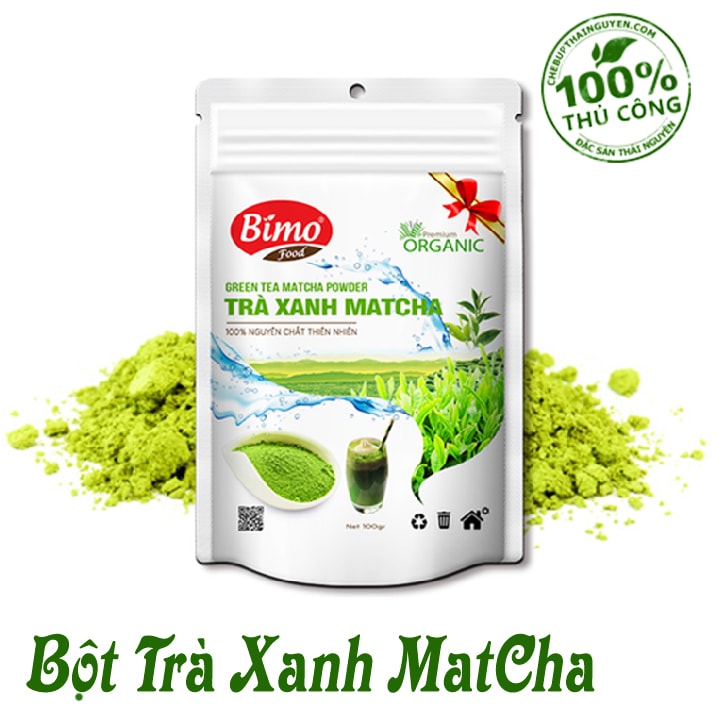 CHEBUPTHAINGUYEN.COM
100%
THỦ CÔNG
ĐẶC SẢN THÁI NGUYÊN
Bimo®
Food
Premium
ORGANIC
GREEN TEA MATCHA POWDER
TRÀ XANH MATCHA
100% NGUYÊN CHẤT THIÊN NHIÊN
Net 100gr
Bột Trà Xanh MatCha